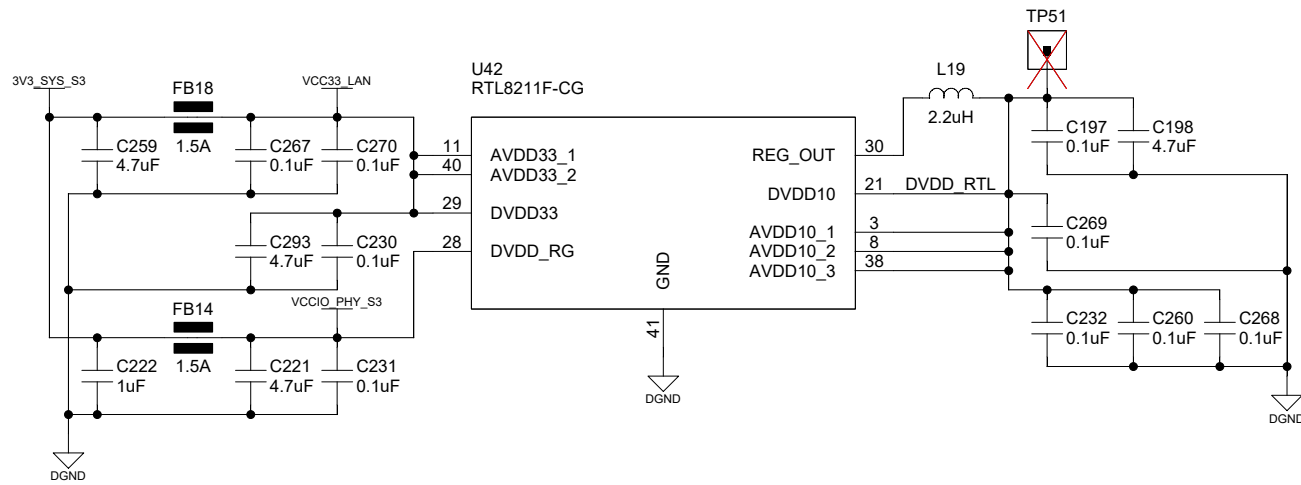 TP51
U42
RTL8211F-CG
L19
2.2uH
3V3_SYS_S3
FB18
1.5A
VCC33_LAN
C259
4.7uF
C267
0.1uF
C270
0.1uF
11
AVDD33_1
40
AVDD33_2
29
DVDD33
28
DVDD_RG
C293
4.7uF
C230
0.1uF
VCCIO_PHY_S3
FB14
1.5A
C222
1uF
C221
4.7uF
C231
0.1uF
DGND
GND
41
DGND
REG_OUT
30
DVDD10
21
DVDD_RTL
AVDD10_1
3
AVDD10_2
8
AVDD10_3
38
C197
0.1uF
C198
4.7uF
C269
0.1uF
C232
0.1uF
C260
0.1uF
C268
0.1uF
DGND